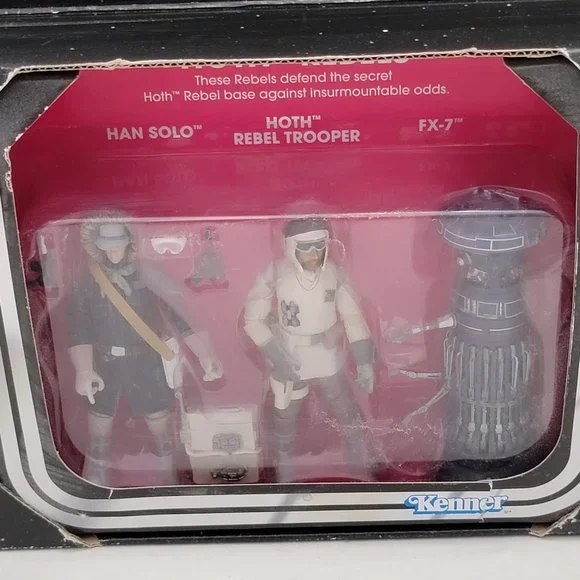 These Rebels defend the secret
Hoth™ Rebel base against insurmountable odds.
HAN SOLO™
HOTH™
REBEL TROOPER
FX-7™
Kenner